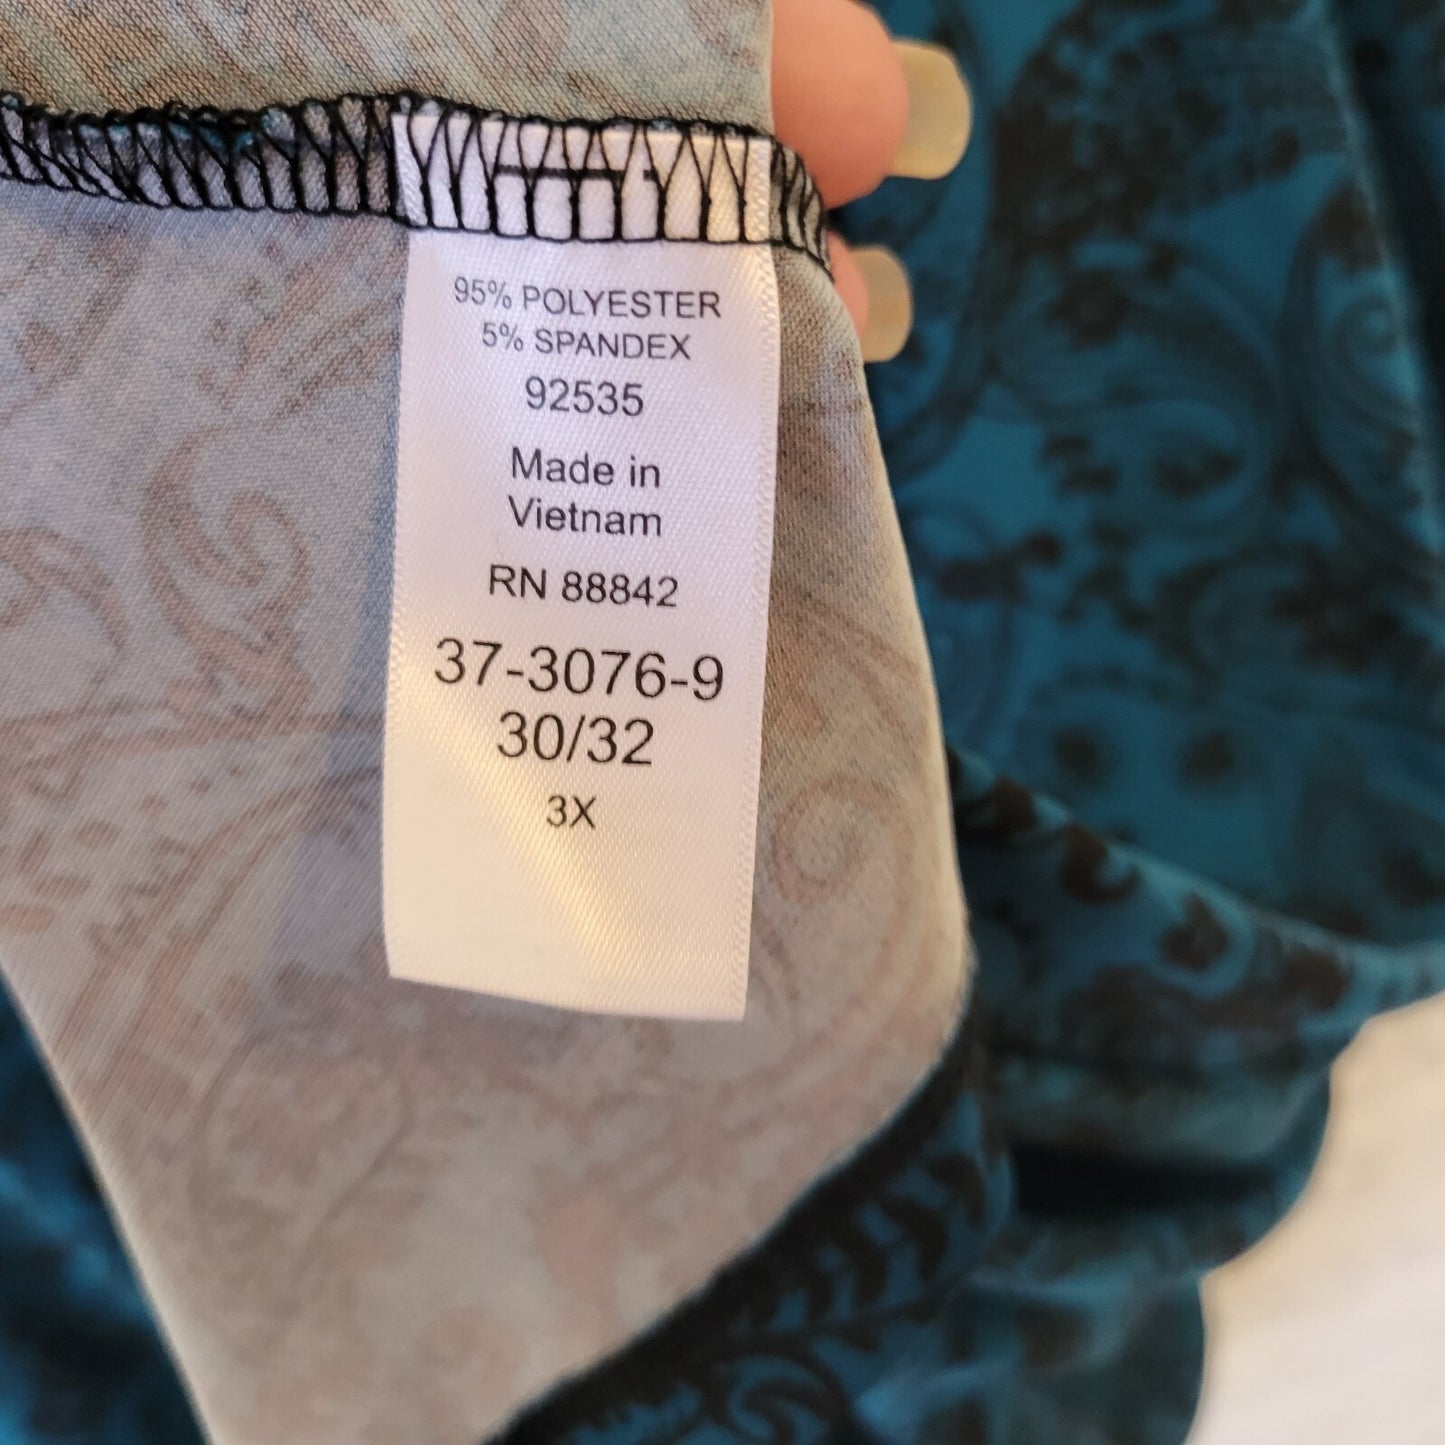 95% POLYESTER
5% SPANDEX
92535
Made in
Vietnam
RN 88842
37-3076-9
30/32
3X